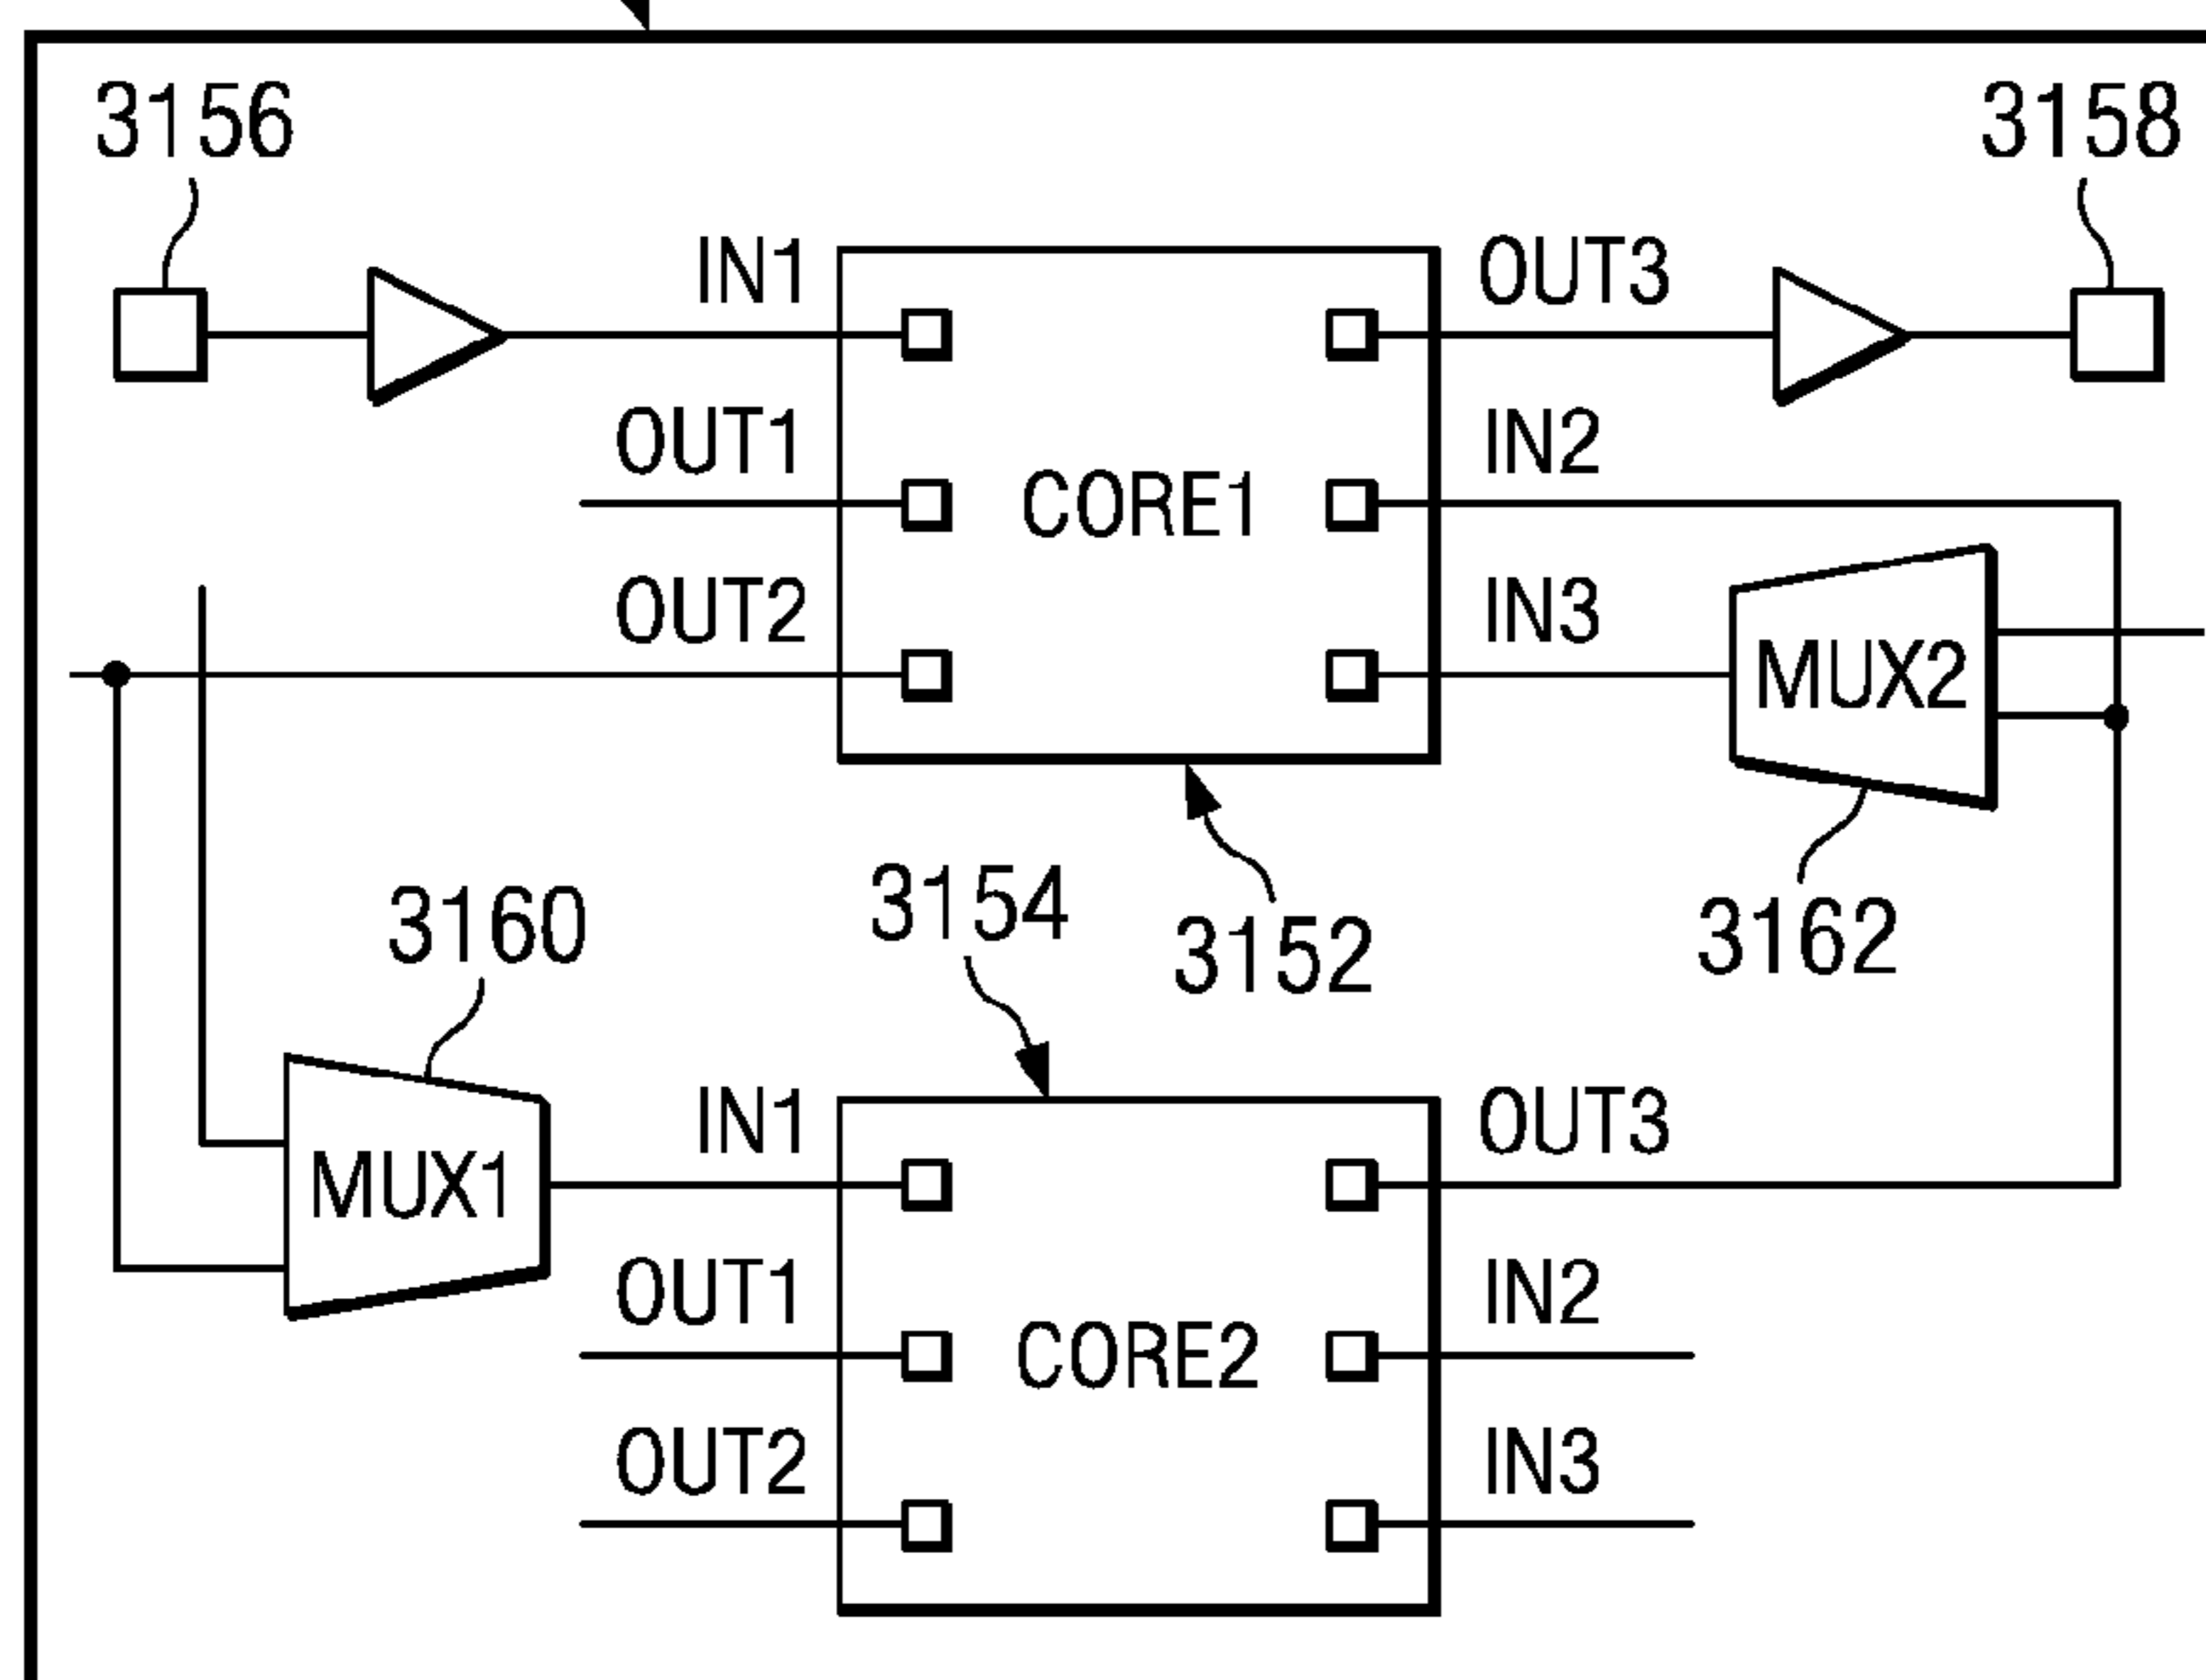 3156
3158
IN1
OUT3
OUT1
IN2
CORE1
OUT2
IN3
MUX2
3154
3160
3152
3162
IN1
OUT3
MUX1
OUT1
IN2
CORE2
OUT2
IN3